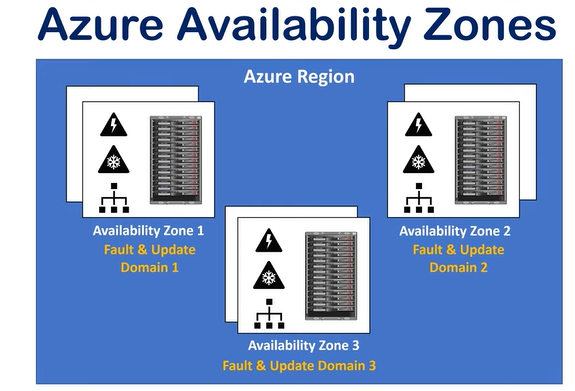 Azure Availability Zones
Azure Region
Availability Zone 1
Fault & Update
Domain 1
Availability Zone 2
Fault & Update
Domain 2
Availability Zone 3
Fault & Update Domain 3